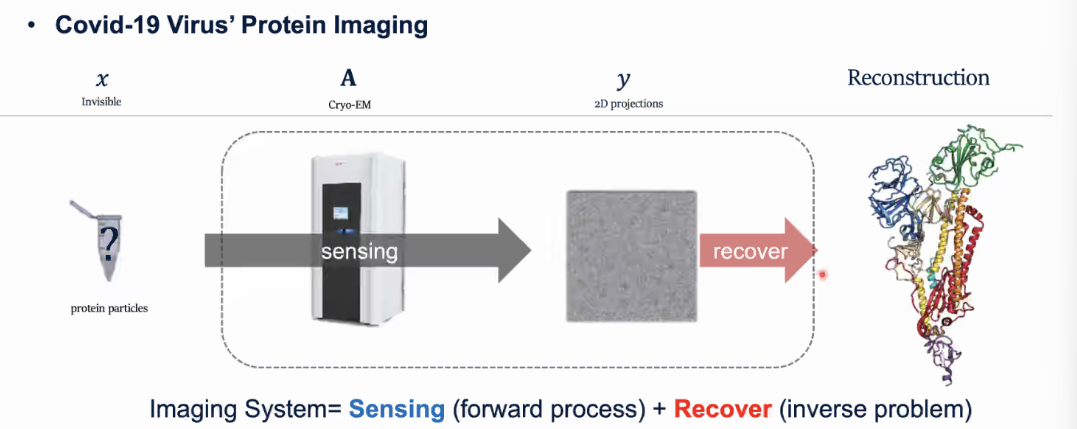 • Covid-19 Virus’ Protein Imaging
x
A
y
Reconstruction
Invisible
Cryo-EM
2D projections
?
sensing
recover
protein particles
Imaging System= Sensing (forward process) + Recover (inverse problem)